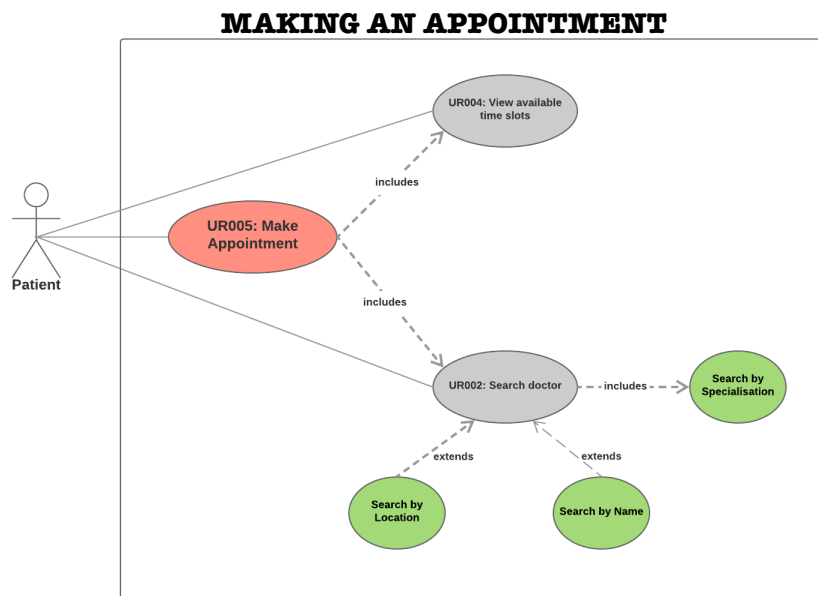 MAKING AN APPOINTMENT
UR004: View available
time slots
includes
UR005: Make
Appointment
Patient
includes
UR002: Search doctor
includes
Search by
Specialisation
extends
extends
Search by
Location
Search by Name